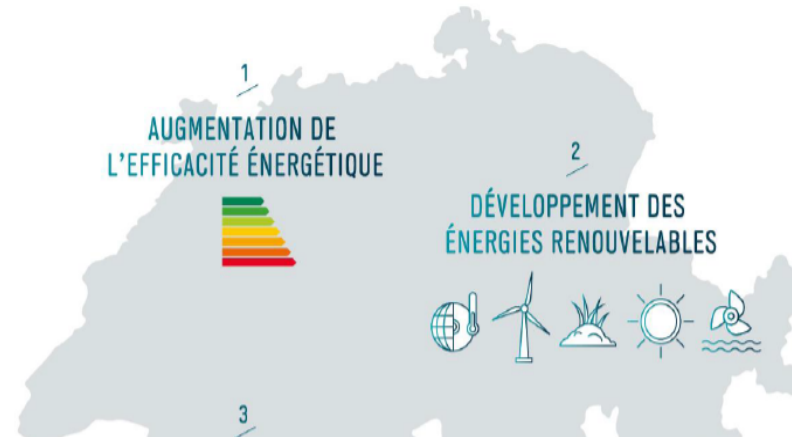 1
AUGMENTATION DE
L'EFFICACITÉ ÉNERGÉTIQUE
2
DÉVELOPPEMENT DES
ÉNERGIES RENOUVELABLES
3